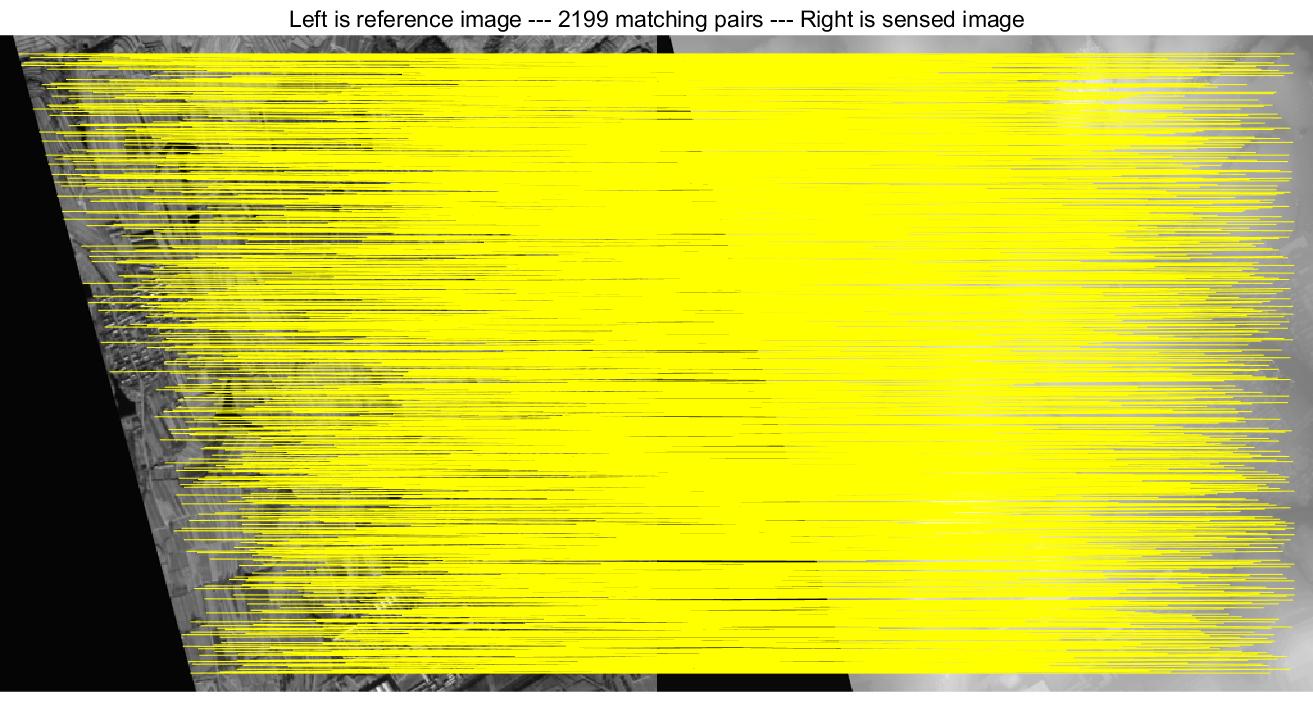 Left is reference image --- 2199 matching pairs --- Right is sensed image